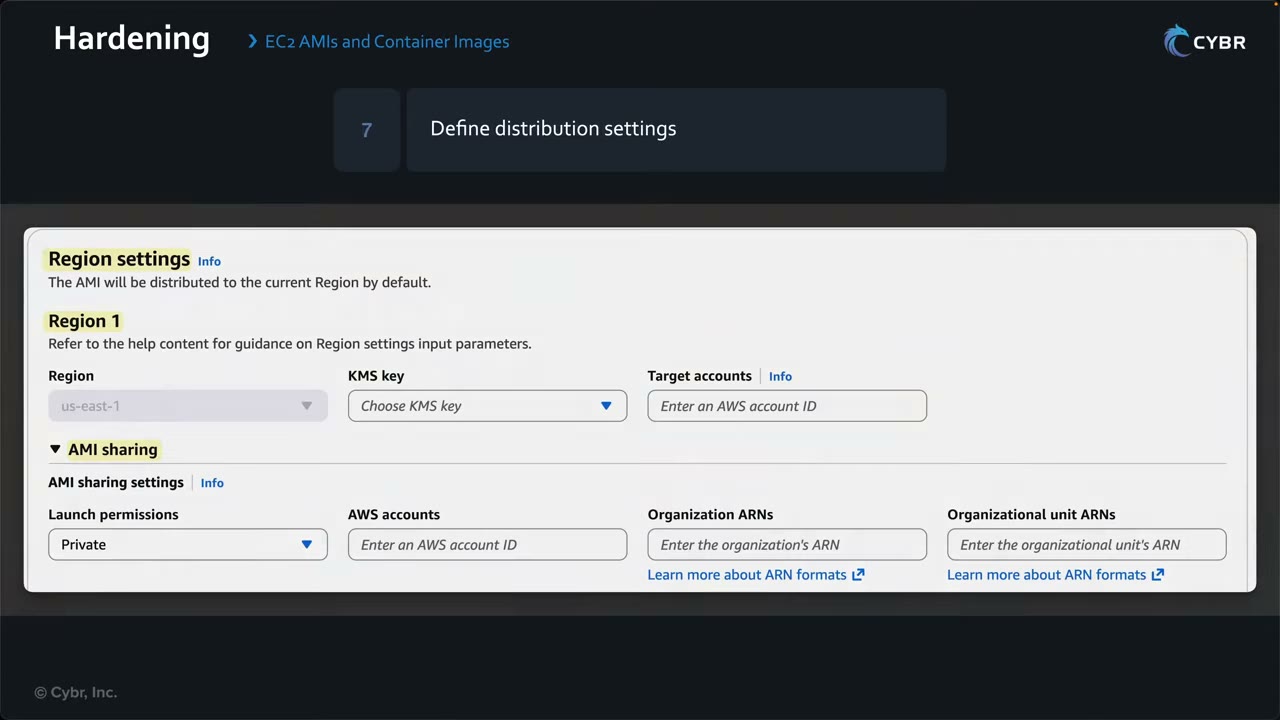 Hardening
EC2 AMIs and Container Images
CYBR
7
Define distribution settings
Region settings Info
The AMI will be distributed to the current Region by default.
Region 1
Refer to the help content for guidance on Region settings input parameters.
Region KMS key Target accounts Info
us-east-1 Choose KMS key Enter an AWS account ID
AMI sharing
AMI sharing settings Info
Launch permissions AWS accounts Organization ARNs Organizational unit ARNs
Private Enter an AWS account ID Enter the organization's ARN Enter the organizational unit's ARN
Learn more about ARN formats Learn more about ARN formats
© Cybr, Inc.